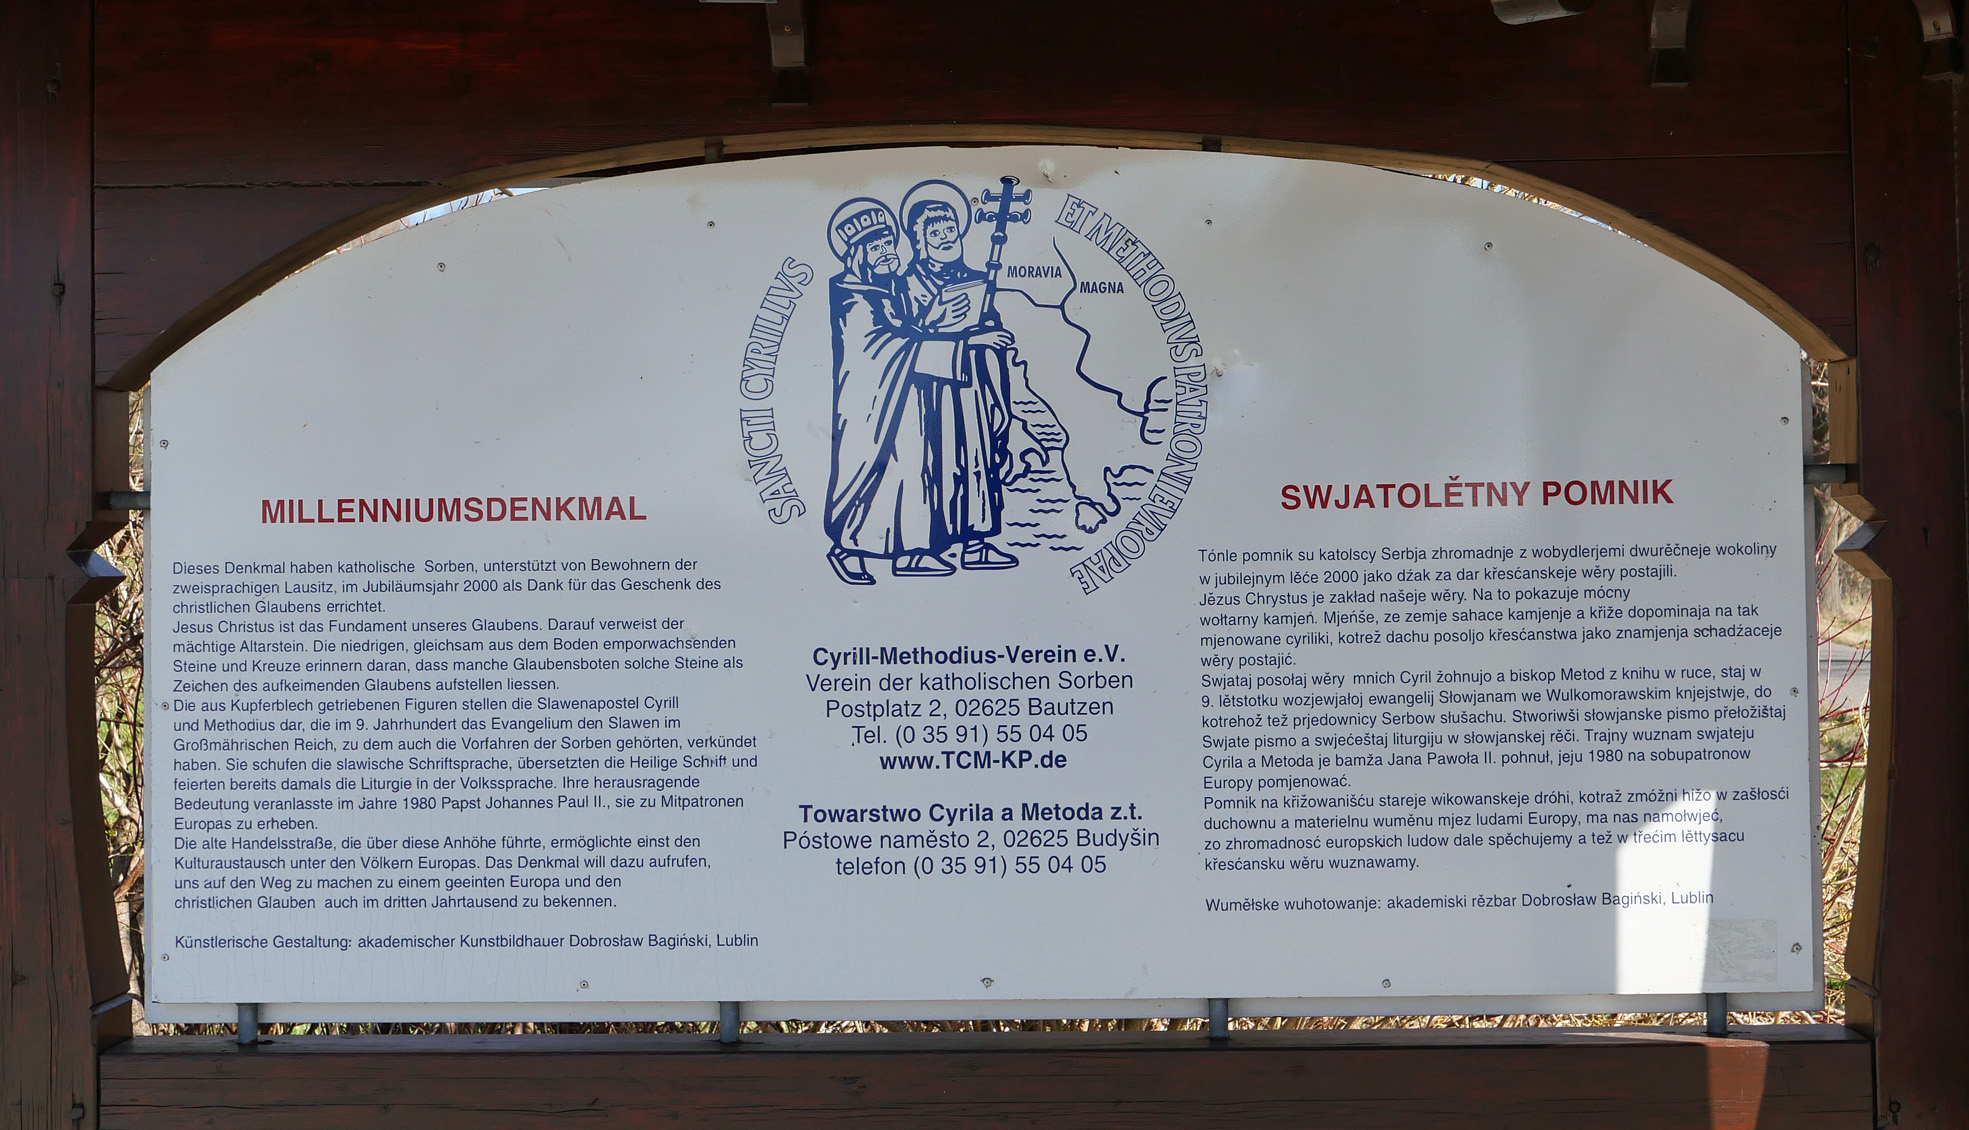 SANCTI CYRILLVS
ET METHODIVS PATRONI EVROPAE
MORAVIA
MAGNA
MILLENNIUMSDENKMAL
Dieses Denkmal haben katholische Sorben, unterstützt von Bewohnern der
zweisprachigen Lausitz, im Jubiläumsjahr 2000 als Dank für das Geschenk des
christlichen Glaubens errichtet.
Jesus Christus ist das Fundament unseres Glaubens. Darauf verweist der
mächtige Altarstein. Die niedrigen, gleichsam aus dem Boden emporwachsenden
Steine und Kreuze erinnern daran, dass manche Glaubensboten solche Steine als
Zeichen des aufkeimenden Glaubens aufstellen liessen.
Die aus Kupferblech getriebenen Figuren stellen die Slawenapostel Cyrill
und Methodius dar, die im 9. Jahrhundert das Evangelium den Slawen im
Großmährischen Reich, zu dem auch die Vorfahren der Sorben gehörten, verkündet
haben. Sie schufen die slawische Schriftsprache, übersetzten die Heilige Schrift und
feierten bereits damals die Liturgie in der Volkssprache. Ihre herausragende
Bedeutung veranlasste im Jahre 1980 Papst Johannes Paul II., sie zu Mitpatronen
Europas zu erheben.
Die alte Handelsstraße, die über diese Anhöhe führte, ermöglichte einst den
Kulturaustausch unter den Völkern Europas. Das Denkmal will dazu aufrufen,
uns auf den Weg zu machen zu einem geeinten Europa und den
christlichen Glauben auch im dritten Jahrtausend zu bekennen.
Künstlerische Gestaltung: akademischer Kunstbildhauer Dobrosław Bagiński, Lublin
Cyrill-Methodius-Verein e.V.
Verein der katholischen Sorben
Postplatz 2, 02625 Bautzen
Tel. (0 35 91) 55 04 05
www.TCM-KP.de
Towarstwo Cyrila a Metoda z.t.
Póstowe naměsto 2, 02625 Budyšin
telefon (0 35 91) 55 04 05
SWJATOLĚTNY POMNIK
Tónle pomnik su katolscy Serbja zhromadnje z wobydlerjemi dwurěčneje wokoliny
w jubilejnym lěće 2000 jako dźak za dar křesćanskeje wěry postajili.
Jězus Chrystus je zakład našeje wěry. Na to pokazuje mócny
wołtarny kamjeń. Mjeńše, ze zemje sahace kamjenje a křiže dopominaja na tak
mjenowane cyriliki, kotrež dachu posoljo křesćanstwa jako znamjenja schadźaceje
wěry postajić.
Swjataj posołaj wěry mnich Cyril žohnujo a biskop Metod z knihu w ruce, staj w
9. lětstotku wozjewjałoj ewangelij Słowjanam we Wulkomorawskim knjejstwje, do
kotrehož tež prjedownicy Serbow słušachu. Stworiwši słowjanske pismo přełožištaj
Swjate pismo a swjećeštaj liturgiju w słowjanskej rěči. Trajny wuznam swjateju
Cyrila a Metoda je bamža Jana Pawoła II. pohnuł, jeju 1980 na sobupatronow
Europy pomjenować.
Pomnik na křižowanišću stareje wikowanskeje dróhi, kotraž zmóžni hižo w zašłosći
duchownu a materielnu wuměnu mjez ludami Europy, ma nas namołwjeć,
zo zhromadnosć europskich ludow dale spěchujemy a tež w třećim lěttysacu
křesćansku wěru wuznawamy.
Wumělske wuhotowanje: akademiski rězbar Dobrosław Bagiński, Lublin